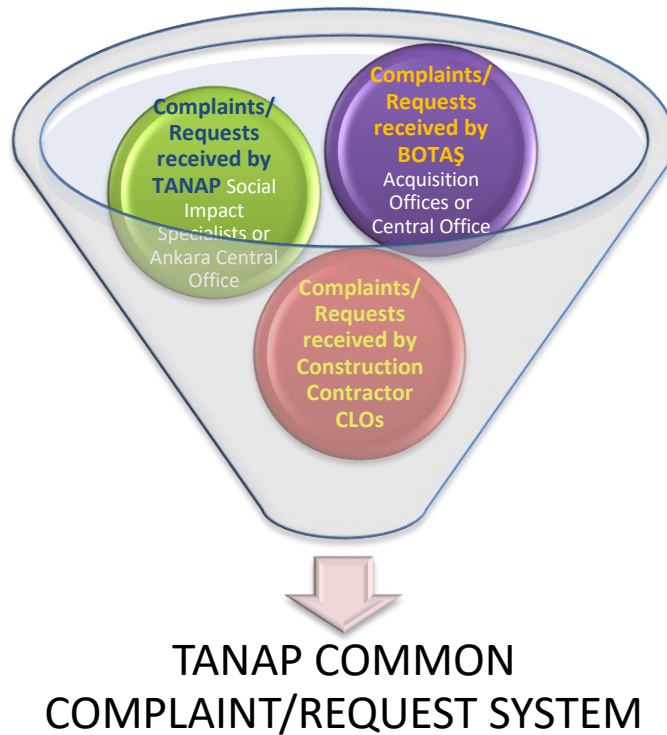 Complaints/
Requests
received by
TANAP Social
Impact
Specialists or
Ankara Central
Office
Complaints/
Requests
received by
BOTAŞ
Acquisition
Offices or
Central Office
Complaints/
Requests
received by
Construction
Contractor
CLOs
TANAP COMMON
COMPLAINT/REQUEST SYSTEM